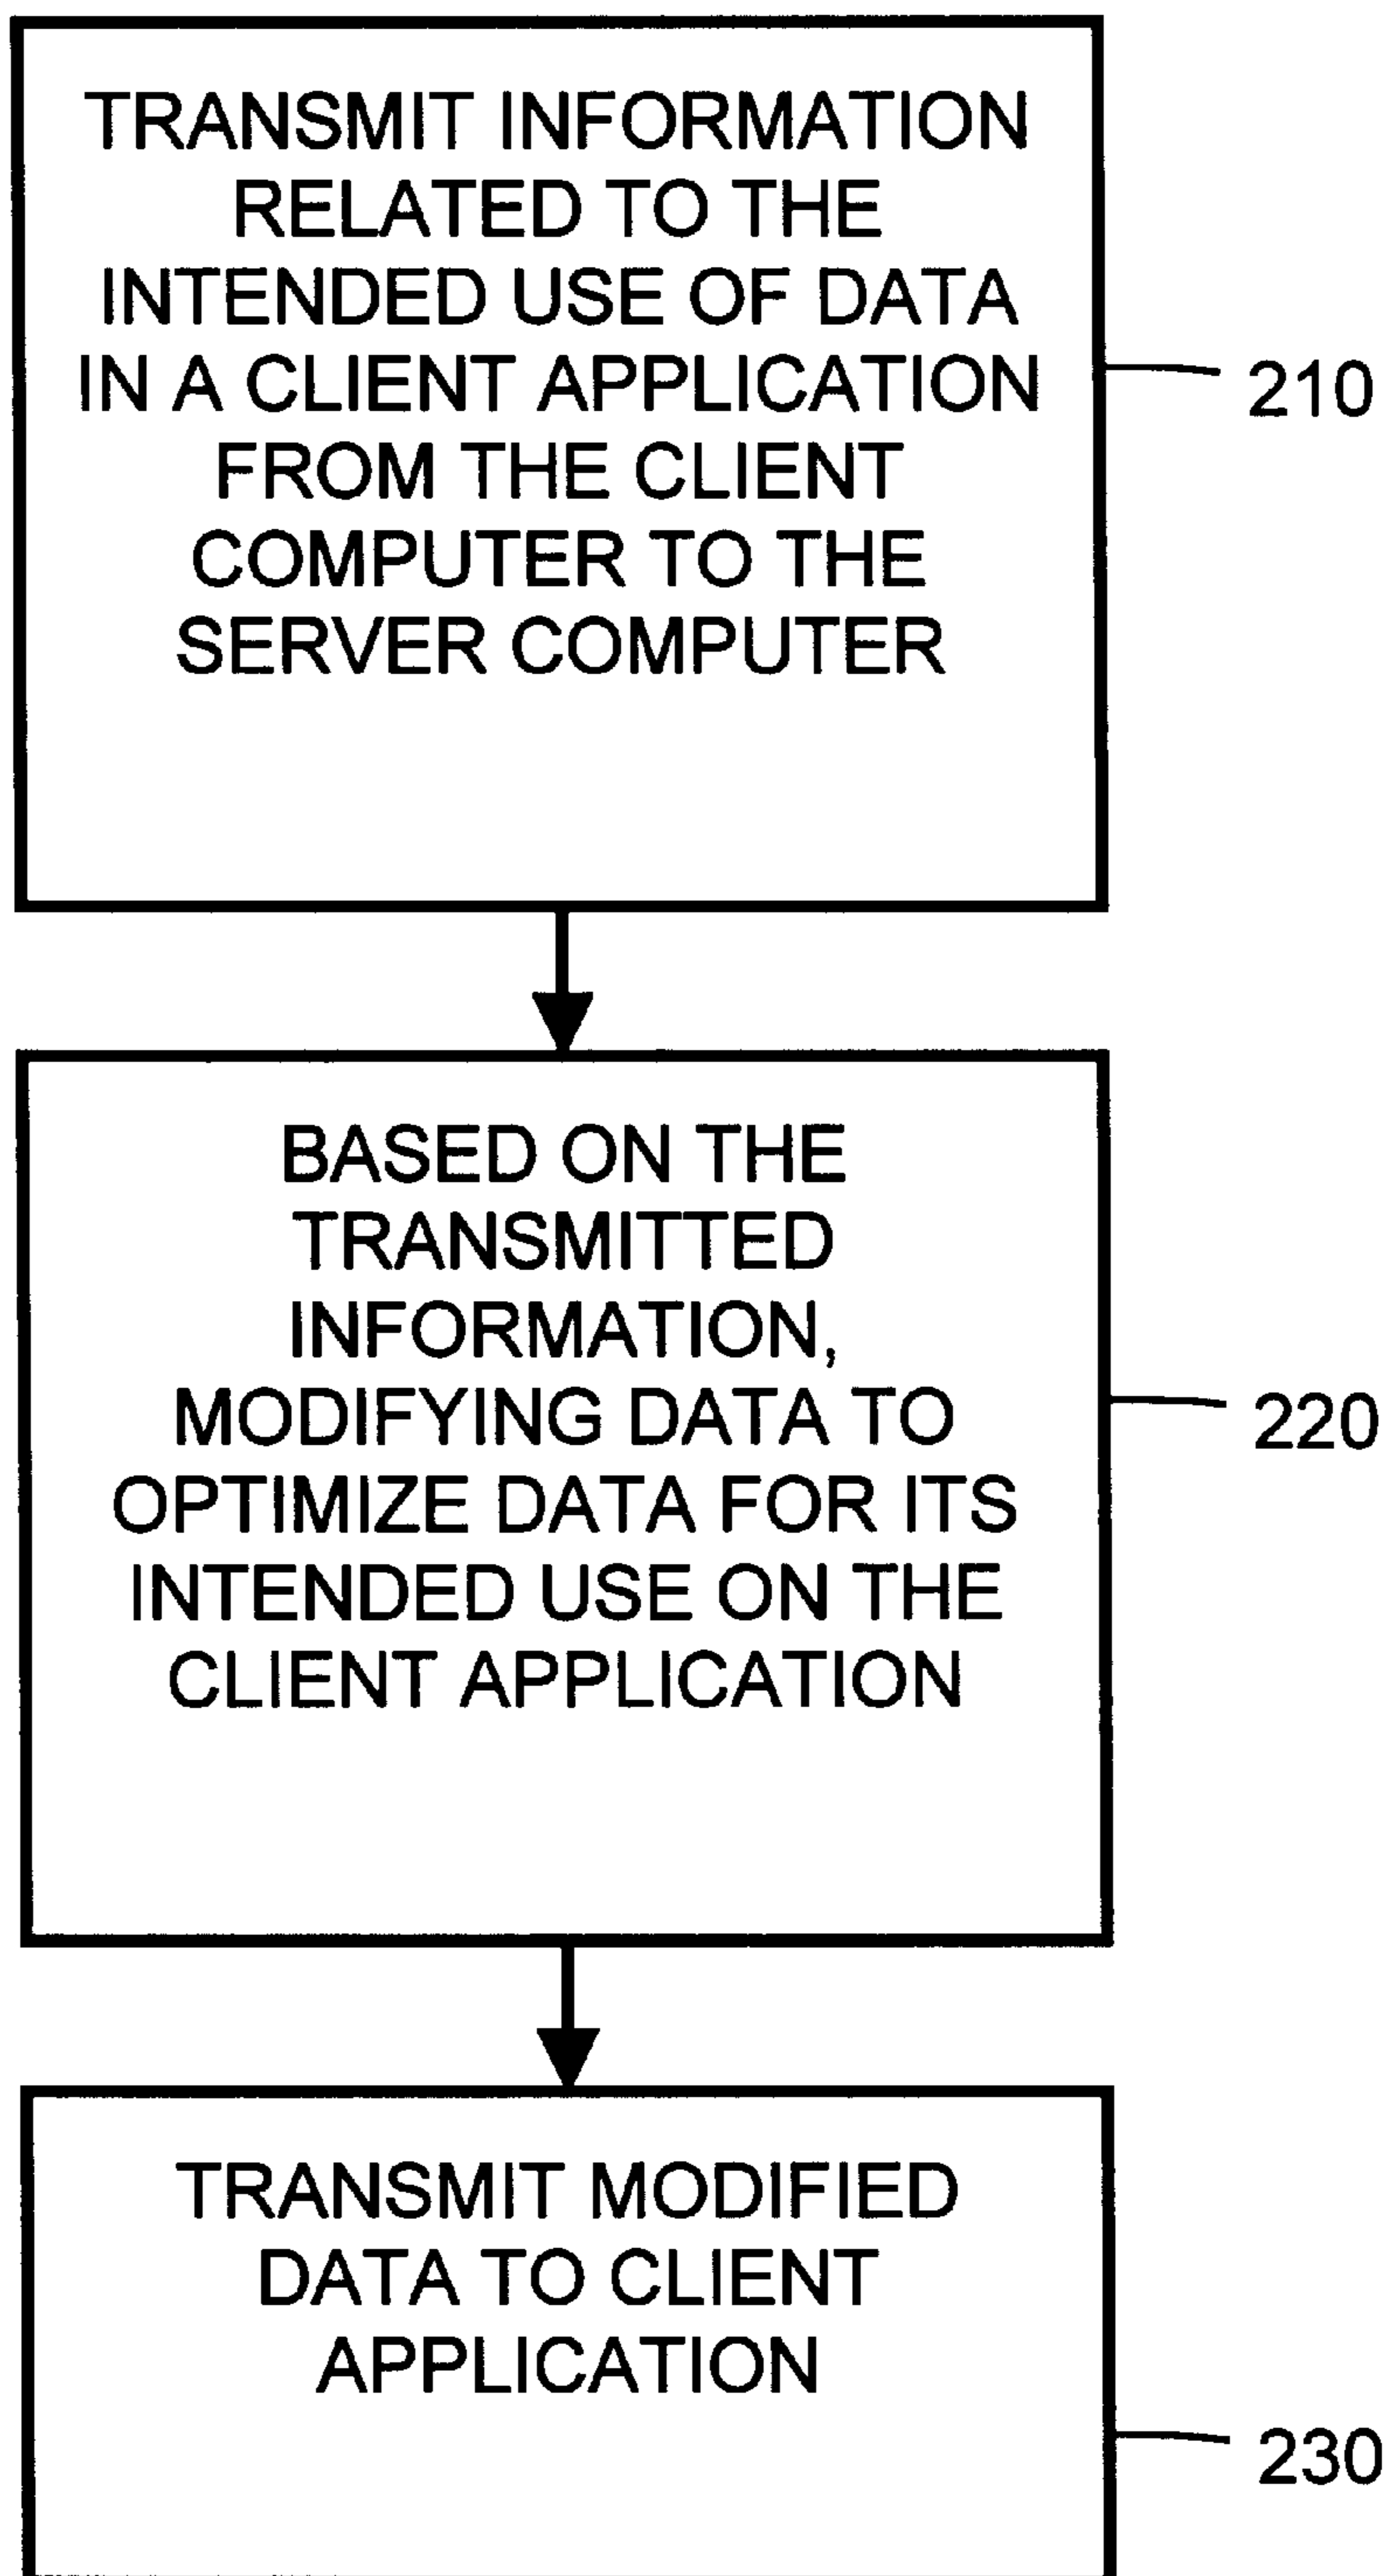 TRANSMIT INFORMATION
RELATED TO THE
INTENDED USE OF DATA
IN A CLIENT APPLICATION
FROM THE CLIENT
COMPUTER TO THE
SERVER COMPUTER
210
BASED ON THE
TRANSMITTED
INFORMATION,
MODIFYING DATA TO
OPTIMIZE DATA FOR ITS
INTENDED USE ON THE
CLIENT APPLICATION
220
TRANSMIT MODIFIED
DATA TO CLIENT
APPLICATION
230